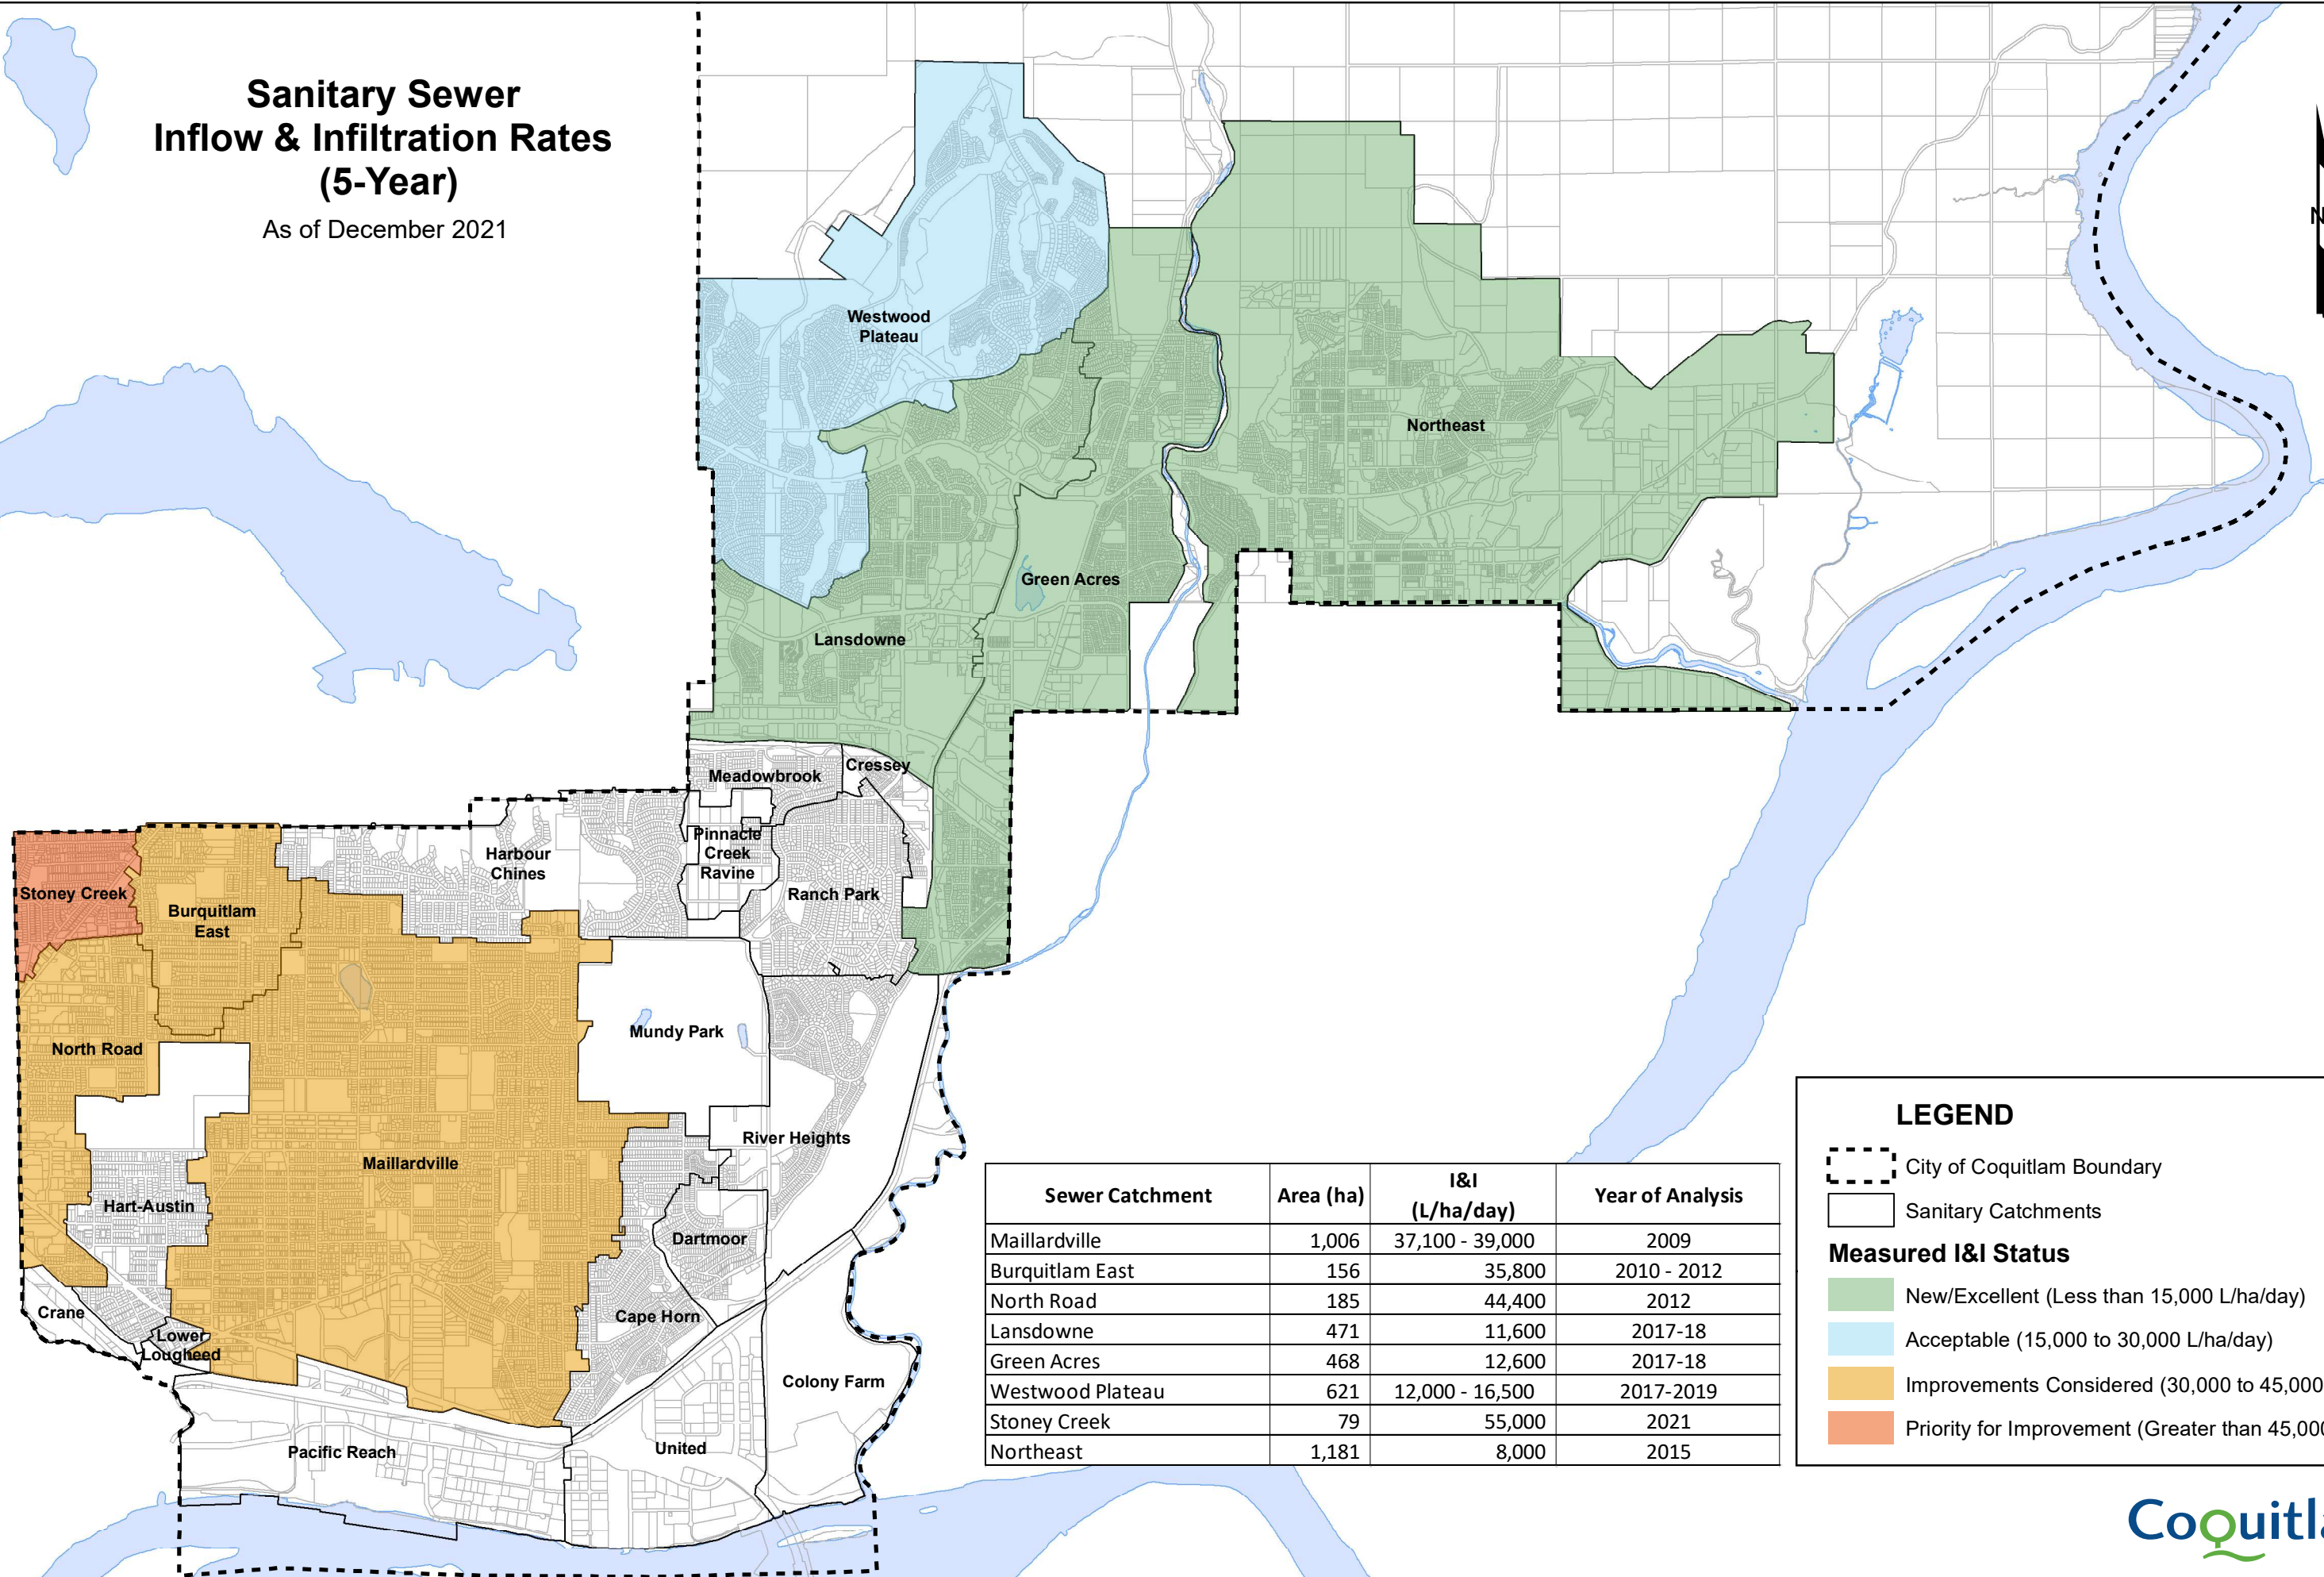 Sanitary Sewer
Inflow & Infiltration Rates
(5-Year)
As of December 2021
Westwood
Plateau
Northeast
Green Acres
Lansdowne
Meadowbrook
Cressey
Pinnacle
Creek
Ravine
Harbour
Chines
Ranch Park
Stoney Creek
Burquitlam
East
North Road
Mundy Park
River Heights
Maillardville
Hart-Austin
Dartmoor
Crane
Cape Horn
Lower
Lougheed
Colony Farm
Pacific Reach
United
Sewer Catchment Area (ha) I&I (L/ha/day) Year of Analysis
Maillardville 1,006 37,100 - 39,000 2009
Burquitlam East 156 35,800 2010 - 2012
North Road 185 44,400 2012
Lansdowne 471 11,600 2017-18
Green Acres 468 12,600 2017-18
Westwood Plateau 621 12,000 - 16,500 2017-2019
Stoney Creek 79 55,000 2021
Northeast 1,181 8,000 2015
LEGEND
City of Coquitlam Boundary
Sanitary Catchments
Measured I&I Status
New/Excellent (Less than 15,000 L/ha/day)
Acceptable (15,000 to 30,000 L/ha/day)
Improvements Considered (30,000 to 45,000
Priority for Improvement (Greater than 45,00
Coquitl